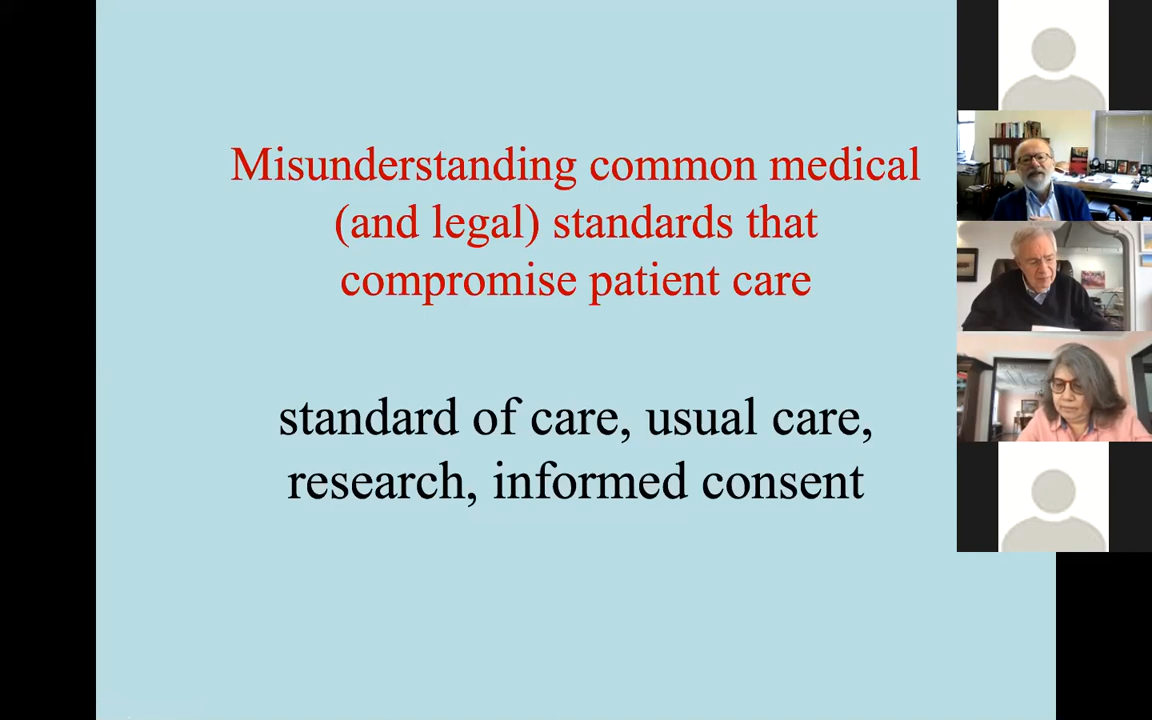 Misunderstanding common medical
(and legal) standards that
compromise patient care
standard of care, usual care,
research, informed consent